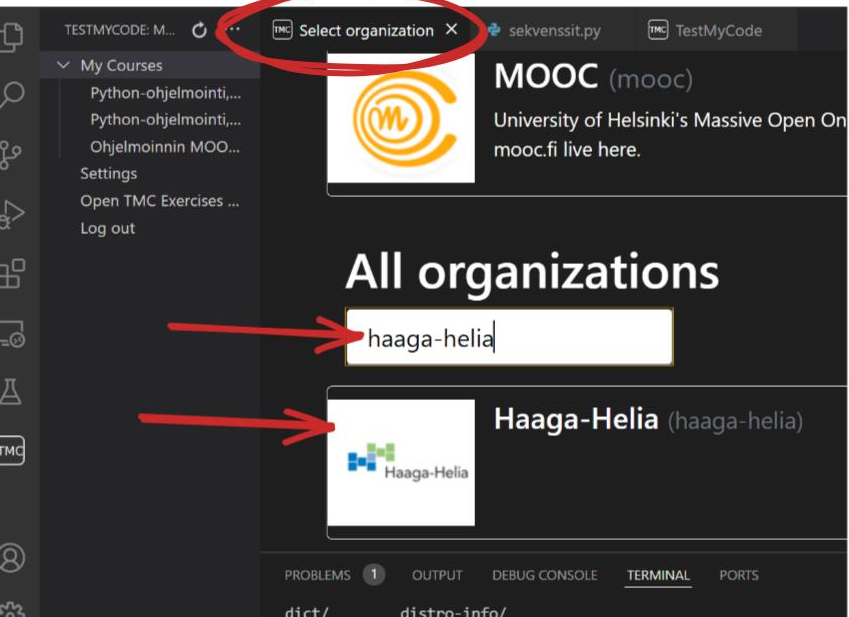 TESTMYCODE: M...
TMC Select organization
sekvenssit.py
TMC TestMyCode
My Courses
Python-ohjelmointi,...
Python-ohjelmointi,...
Ohjelmoinnin MOO...
Settings
Open TMC Exercises ...
Log out
TMC
m
MOOC (mooc)
University of Helsinki's Massive Open On
mooc.fi live here.
All organizations
haaga-helia
Haaga-Helia
Haaga-Helia (haaga-helia)
PROBLEMS 1 OUTPUT DEBUG CONSOLE TERMINAL PORTS
dict/ distro-info/